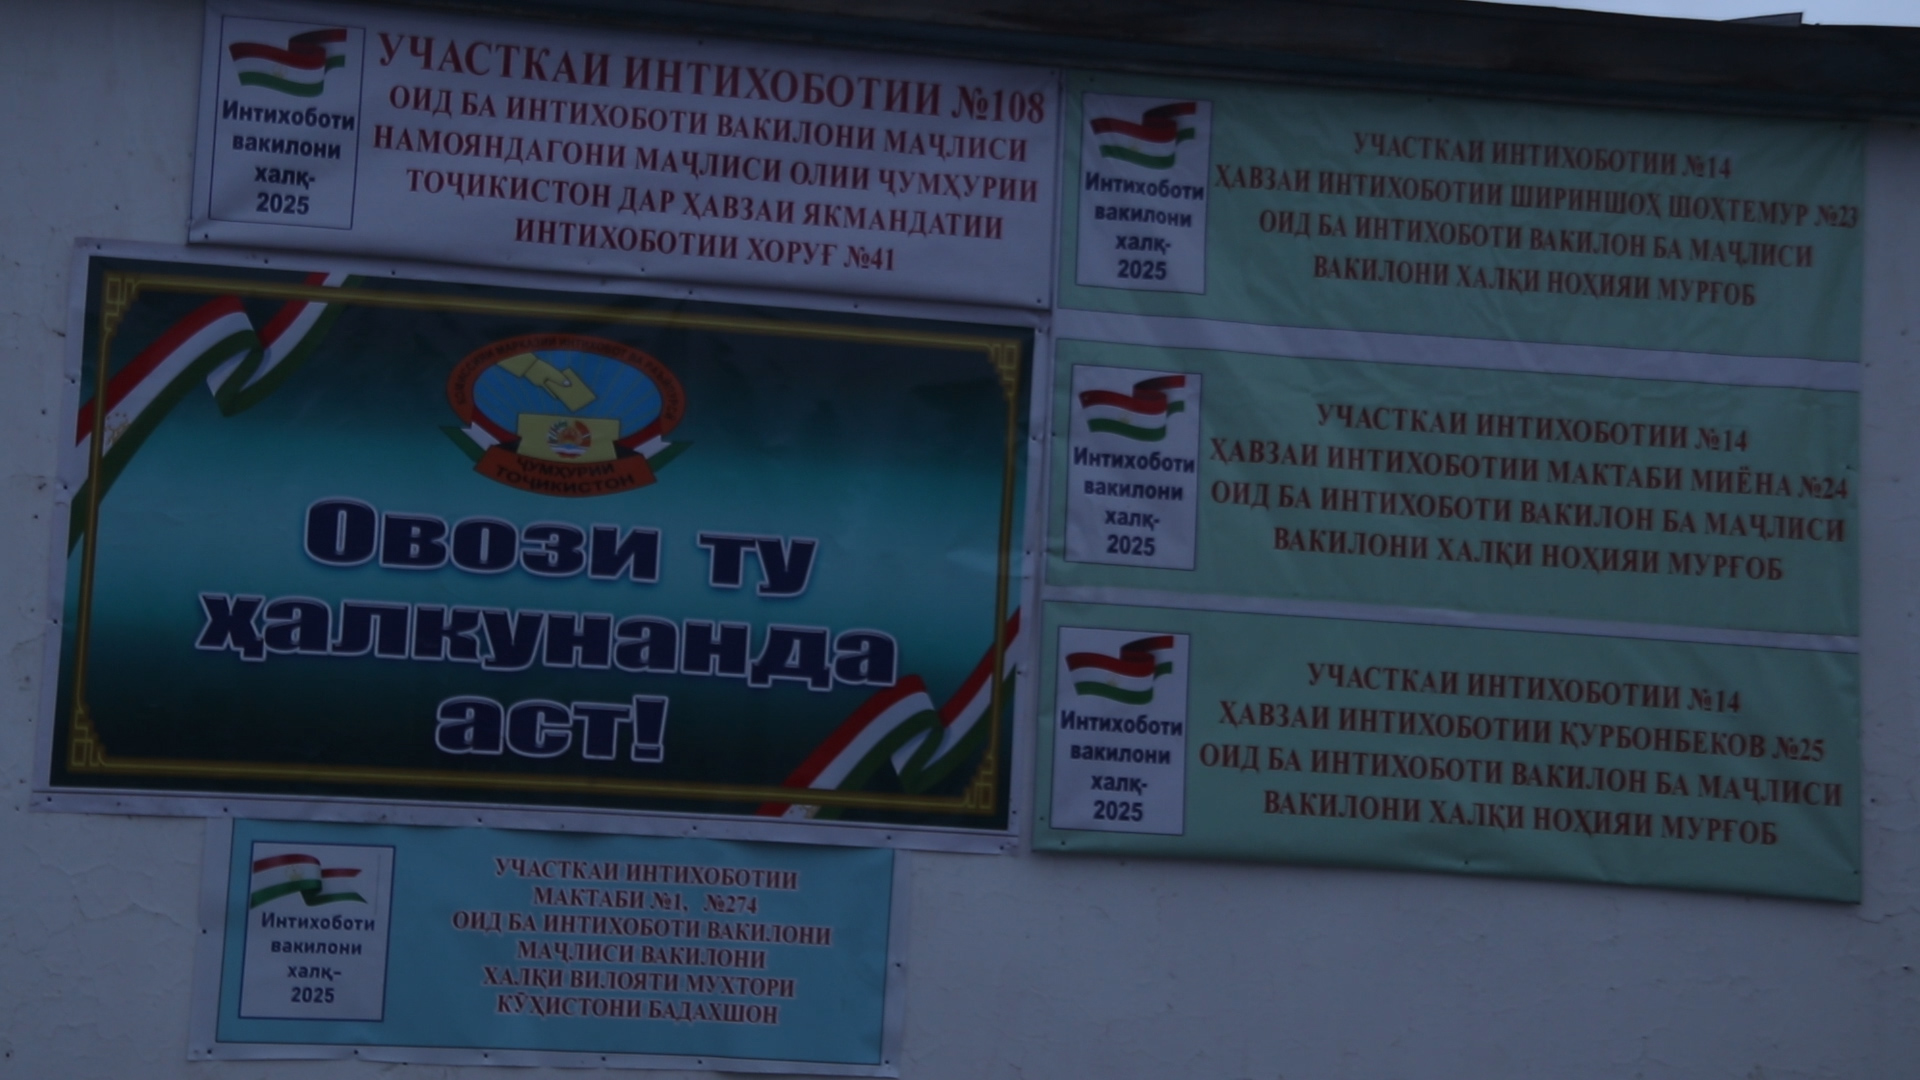 Интихоботи
вакилони
халқ-
2025
УЧАСТКАИ ИНТИХОБОТИИ №108
ОИД БА ИНТИХОБОТИ ВАКИЛОНИ МАҶЛИСИ
НАМОЯНДАГОНИ МАҶЛИСИ ОЛИИ ҶУМҲУРИИ
ТОҶИКИСТОН ДАР ҲАВЗАИ ЯКМАНДАТИИ
ИНТИХОБОТИИ ХОРУҒ №41
ҶУМҲУРИИ
ТОҶИКИСТОН
Овози ту
ҳалкунанда
аст!
Интихоботи
вакилони
халқ-
2025
УЧАСТКАИ ИНТИХОБОТИИ
МАКТАБИ №1, №274
ОИД БА ИНТИХОБОТИ ВАКИЛОНИ
МАҶЛИСИ ВАКИЛОНИ
ХАЛҚИ ВИЛОЯТИ МУХТОРИ
КӮҲИСТОНИ БАДАХШОН
Интихоботи
вакилони
халқ-
2025
УЧАСТКАИ ИНТИХОБОТИИ №14
ҲАВЗАИ ИНТИХОБОТИИ ШИРИНШОҲ ШОХТЕМУР №23
ОИД БА ИНТИХОБОТИ ВАКИЛОН БА МАҶЛИСИ
ВАКИЛОНИ ХАЛҚИ НОҲИЯИ МУРҒОБ
Интихоботи
вакилони
халқ-
2025
УЧАСТКАИ ИНТИХОБОТИИ №14
ҲАВЗАИ ИНТИХОБОТИИ МАКТАБИ МИЁНА №24
ОИД БА ИНТИХОБОТИ ВАКИЛОН БА МАҶЛИСИ
ВАКИЛОНИ ХАЛҚИ НОҲИЯИ МУРҒОБ
Интихоботи
вакилони
халқ-
2025
УЧАСТКАИ ИНТИХОБОТИИ №14
ҲАВЗАИ ИНТИХОБОТИИ ҚУРБОНБЕКОВ №25
ОИД БА ИНТИХОБОТИ ВАКИЛОН БА МАҶЛИСИ
ВАКИЛОНИ ХАЛҚИ НОҲИЯИ МУРҒОБ